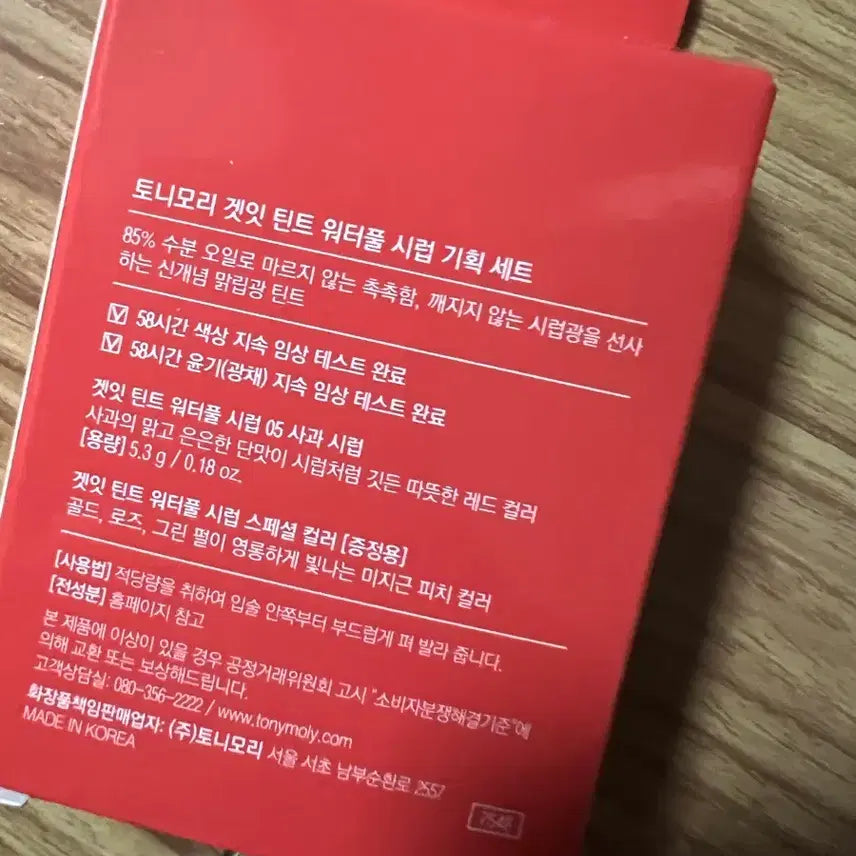 토니모리 겟잇 틴트 워터풀 시럽 기획 세트
85% 수분 오일로 마르지 않는 촉촉함, 깨지지 않는 시럽광을 선사
하는 신개념 맑립광 틴트
☑ 58시간 색상 지속 임상 테스트 완료
☑ 58시간 윤기(광채) 지속 임상 테스트 완료
겟잇 틴트 워터풀 시럽 05 사과 시럽
사과의 맑고 은은한 단맛이 시럽처럼 깃든 따뜻한 레드 컬러
[용량] 5.3 g / 0.18 oz.
겟잇 틴트 워터풀 시럽 스페셜 컬러 [증정용]
골드, 로즈, 그린 펄이 영롱하게 빛나는 미지근 피치 컬러
[사용법] 적당량을 취하여 입술 안쪽부터 부드럽게 펴 발라 줍니다.
[전성분] 홈페이지 참고
본 제품에 이상이 있을 경우 공정거래위원회 고시 "소비자분쟁해결기준"에
의해 교환 또는 보상해드립니다.
고객상담실: 080-356-2222 / www.tonymoly.com
화장품책임판매업자: (주)토니모리 서울 서초 남부순환로 2557
MADE IN KOREA